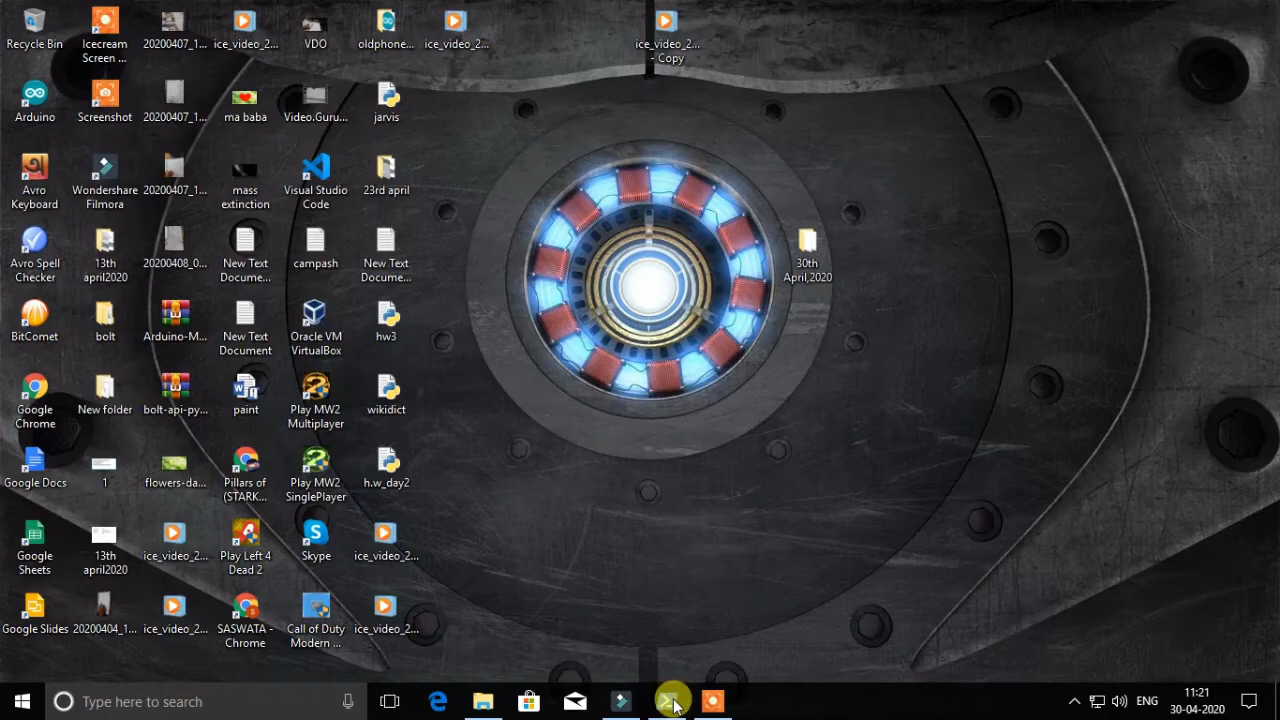 Recycle Bin
Icecream
Screen ...
20200407_1...
ice_video_2...
VDO
oldphone...
ice_video_2...
ice_video_2...
- Copy
Arduino
Screenshot
20200407_1...
ma baba
Video.Guru...
jarvis
Avro
Keyboard
Wondershare
Filmora
20200407_1...
mass
extinction
Visual Studio
Code
23rd april
Avro Spell
Checker
13th
april2020
20200408_0...
New Text
Docume...
campash
New Text
Docume...
30th
April,2020
BitComet
bolt
Arduino-M...
New Text
Document
Oracle VM
VirtualBox
hw3
Google
Chrome
New folder
bolt-api-py...
paint
Play MW2
Multiplayer
wikidict
Google Docs
1
flowers-da...
Pillars of
(STARK...
Play MW2
SinglePlayer
h.w_day2
Google
Sheets
13th
april2020
ice_video_2...
Play Left 4
Dead 2
Skype
ice_video_2...
Google Slides
20200404_1...
ice_video_2...
SASWATA -
Chrome
Call of Duty
Modern ...
ice_video_2...
Type here to search
ENG
11:21
30-04-2020